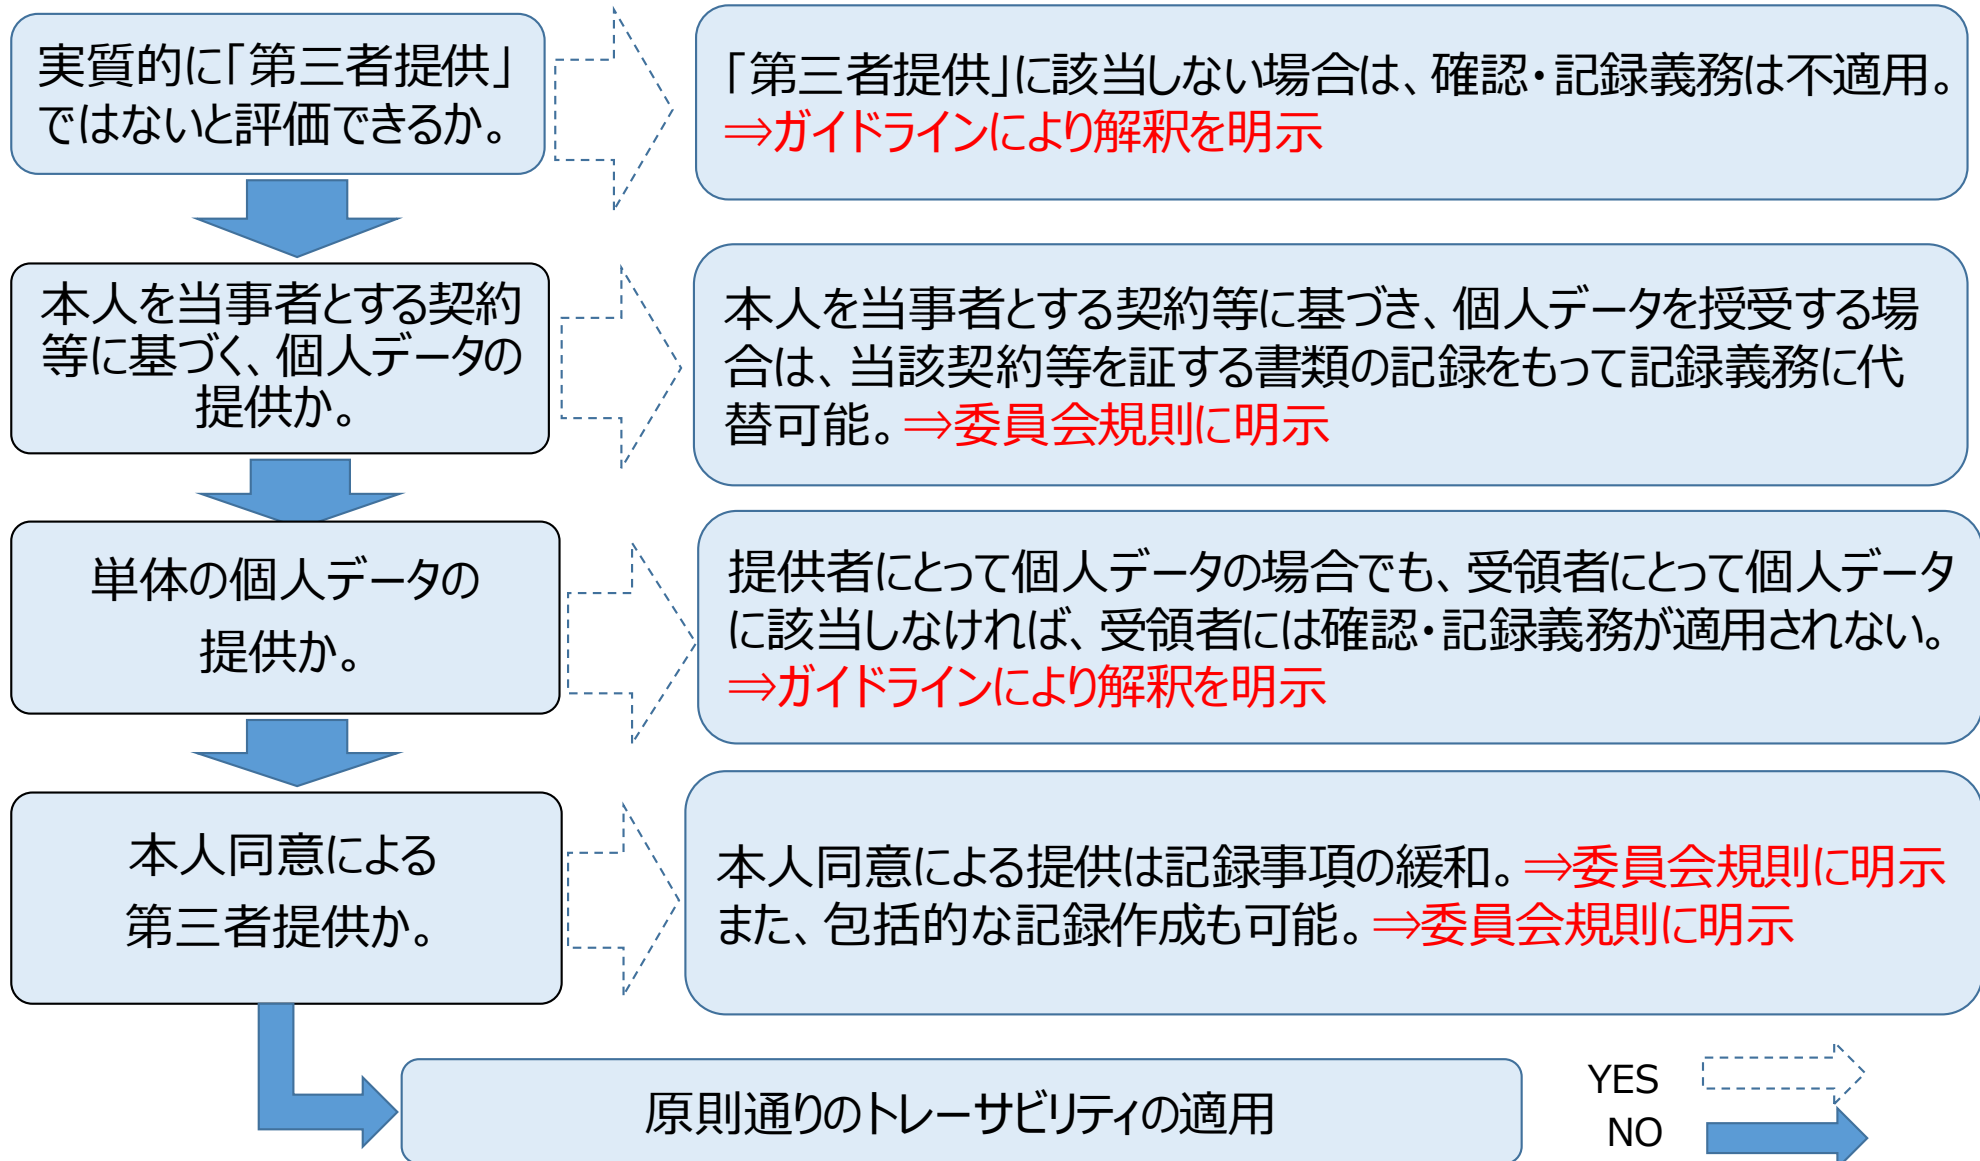 実質的に「第三者提供」
ではないと評価できるか。
「第三者提供」に該当しない場合は、確認・記録義務は不適用。
⇒ガイドラインにより解釈を明示
本人を当事者とする契約
等に基づく、個人データの
提供か。
本人を当事者とする契約等に基づき、個人データを授受する場
合は、当該契約等を証する書類の記録をもって記録義務に代
替可能。⇒委員会規則に明示
単体の個人データの
提供か。
提供者にとって個人データの場合でも、受領者にとって個人データ
に該当しなければ、受領者には確認・記録義務が適用されない。
⇒ガイドラインにより解釈を明示
本人同意による
第三者提供か。
本人同意による提供は記録事項の緩和。⇒委員会規則に明示
また、包括的な記録作成も可能。⇒委員会規則に明示
原則通りのトレーサビリティの適用
YES
NO